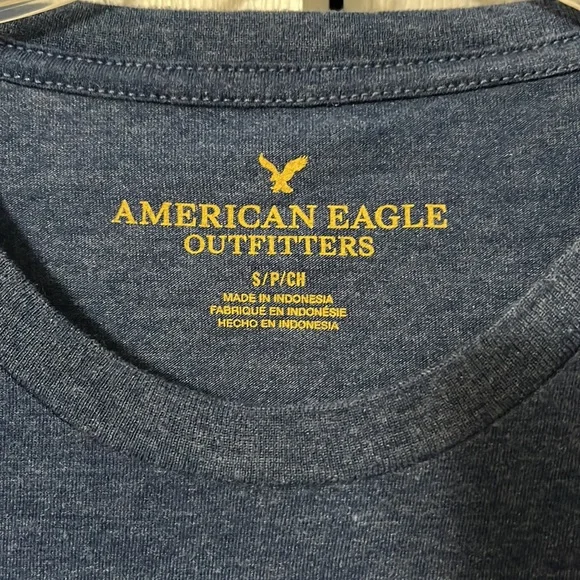 AMERICAN EAGLE
OUTFITTERS
S/P/CH
MADE IN INDONESIA
FABRIQUÉ EN INDONÉSIE
HECHO EN INDONESIA